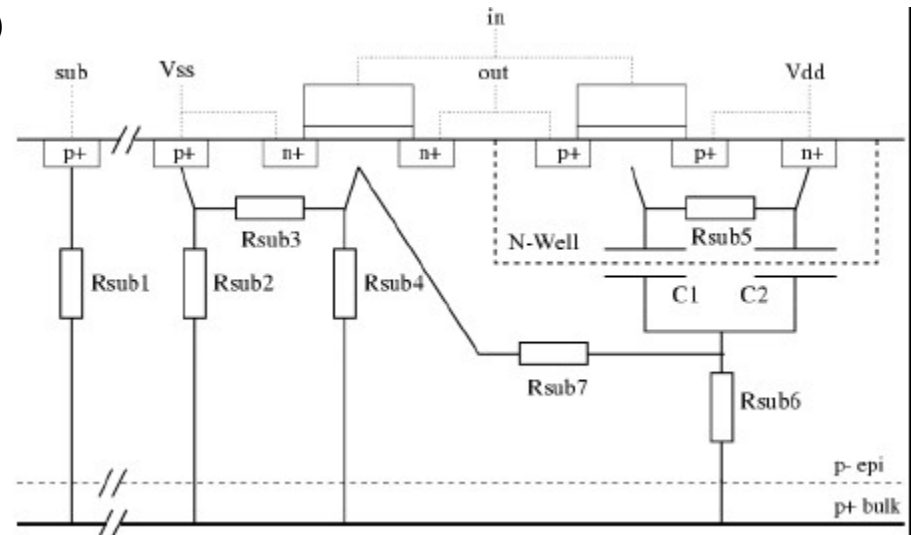 )
in
sub
Vss
out
Vdd
p+
p+
n+
n+
p+
p+
n+
Rsub3
N-Well
Rsub5
Rsub1
Rsub2
Rsub4
C1
C2
Rsub7
Rsub6
p- epi
p+ bulk